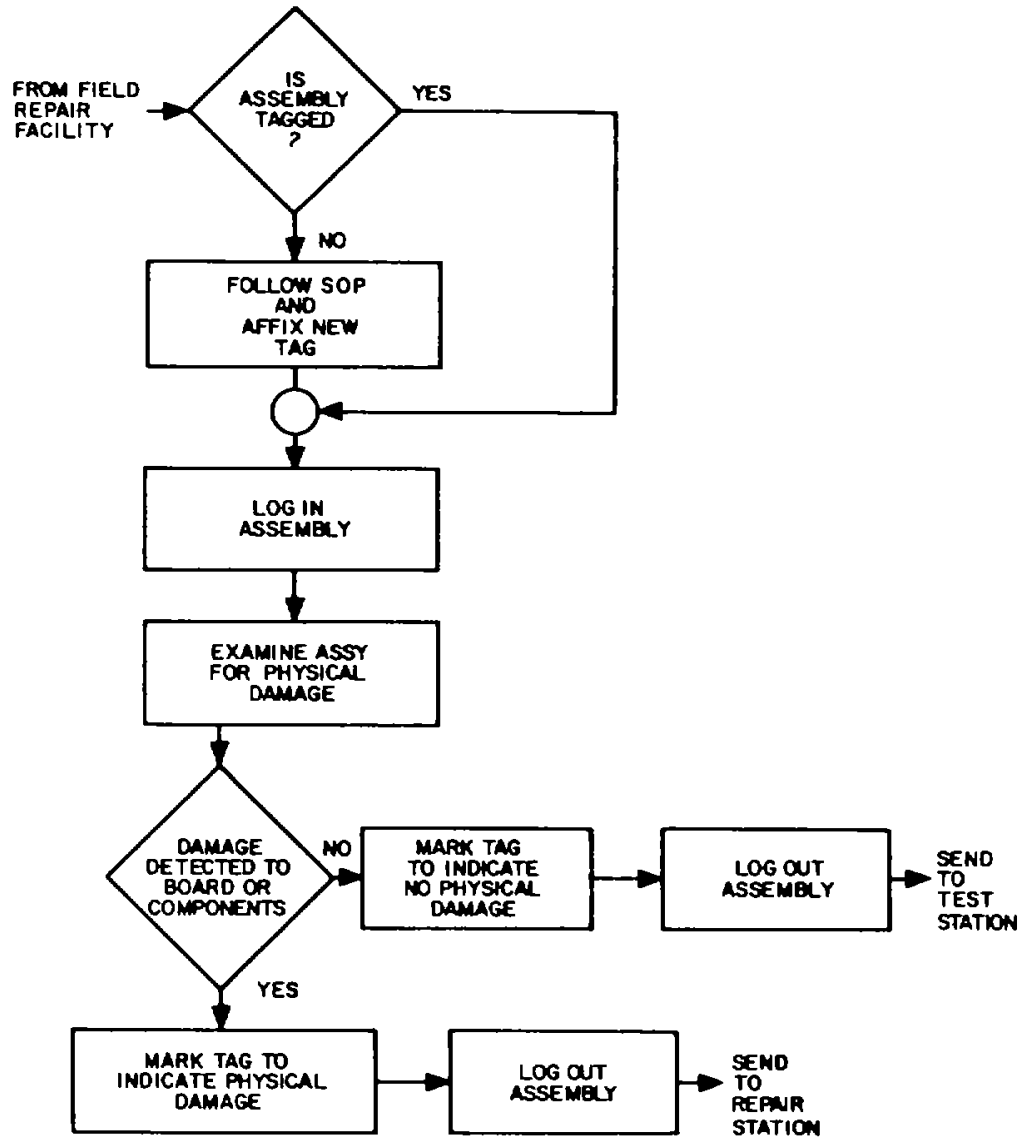 FROM FIELD
REPAIR
FACILITY
IS
ASSEMBLY
TAGGED
?
YES
NO
FOLLOW SOP
AND
AFFIX NEW
TAG
LOG IN
ASSEMBLY
EXAMINE ASSY
FOR PHYSICAL
DAMAGE
DAMAGE
DETECTED TO
BOARD OR
COMPONENTS
NO
MARK TAG
TO INDICATE
NO PHYSICAL
DAMAGE
LOG OUT
ASSEMBLY
SEND
TO
TEST
STATION
YES
MARK TAG TO
INDICATE PHYSICAL
DAMAGE
LOG OUT
ASSEMBLY
SEND
TO
REPAIR
STATION